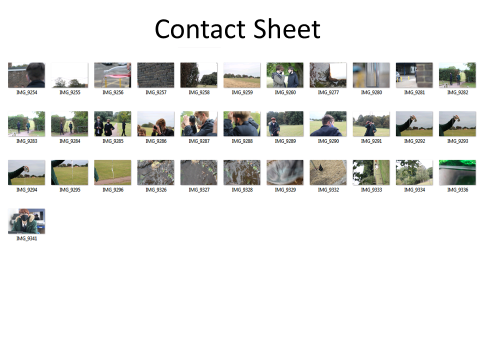 Contact Sheet
IMG_9254 IMG_9255 IMG_9256 IMG_9257 IMG_9258 IMG_9259 IMG_9260 IMG_9277 IMG_9280 IMG_9281 IMG_9282
IMG_9283 IMG_9284 IMG_9285 IMG_9286 IMG_9287 IMG_9288 IMG_9289 IMG_9290 IMG_9291 IMG_9292 IMG_9293
IMG_9294 IMG_9295 IMG_9296 IMG_9326 IMG_9327 IMG_9328 IMG_9329 IMG_9332 IMG_9333 IMG_9334 IMG_9336
IMG_9341